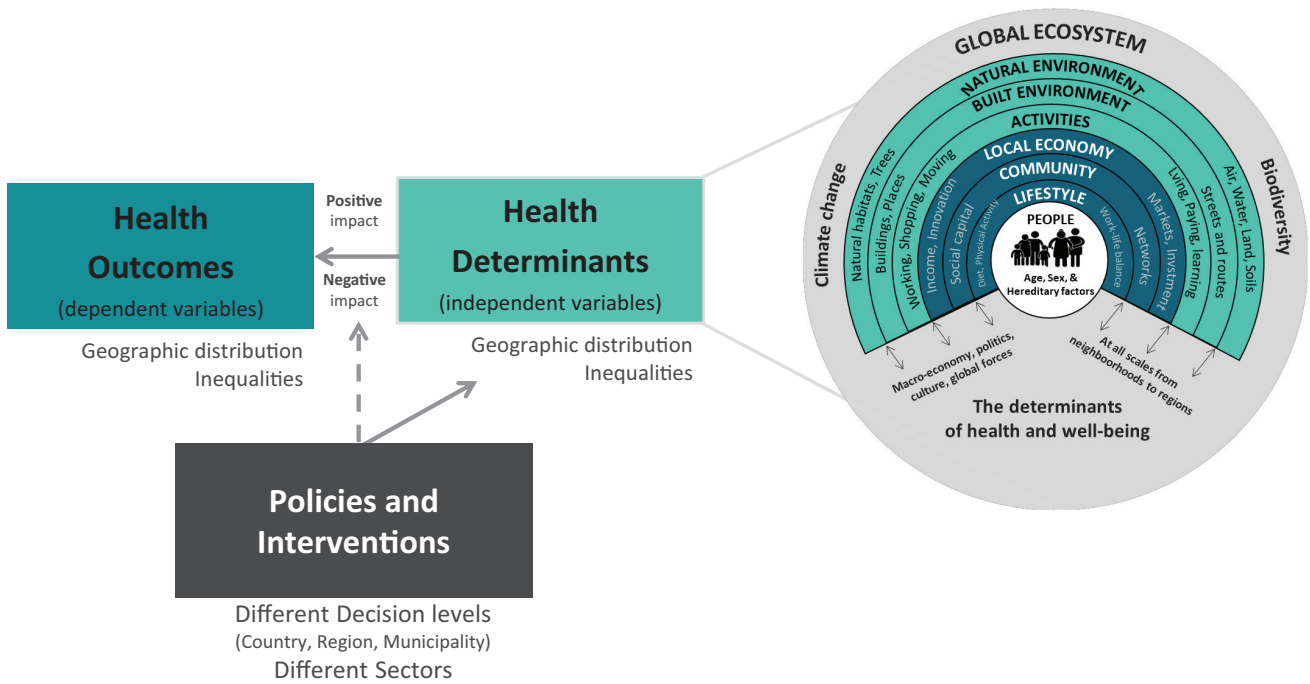 Health
Outcomes
(dependent variables)
Geographic distribution
Inequalities
Positive
impact
Negative
impact
Health
Determinants
(independent variables)
Geographic distribution
Inequalities
Policies and
Interventions
Different Decision levels
(Country, Region, Municipality)
Different Sectors
GLOBAL ECOSYSTEM
Climate change
Biodiversity
NATURAL ENVIRONMENT
Natural habitats, Trees
Air, Water, Land, Soils
BUILT ENVIRONMENT
Buildings, Places
Streets and routes
ACTIVITIES
Working, Shopping, Moving
Lving, Paying, learning
LOCAL ECONOMY
Income, Innovation
Markets, Invstment
COMMUNITY
Social capital
Networks
LIFESTYLE
Diet, Physical Activity
Work-life balance
PEOPLE
Age, Sex, &
Hereditary factors
Macro-economy, politics,
culture, global forces
At all scales from
neighboorhoods to regions
The determinants
of health and well-being